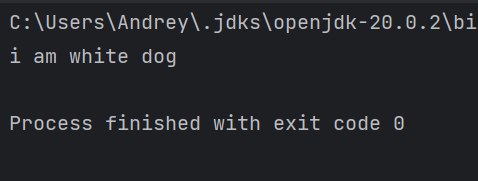 C:\Users\Andrey\.jdks\openjdk-20.0.2\bi
i am white dog
Process finished with exit code 0